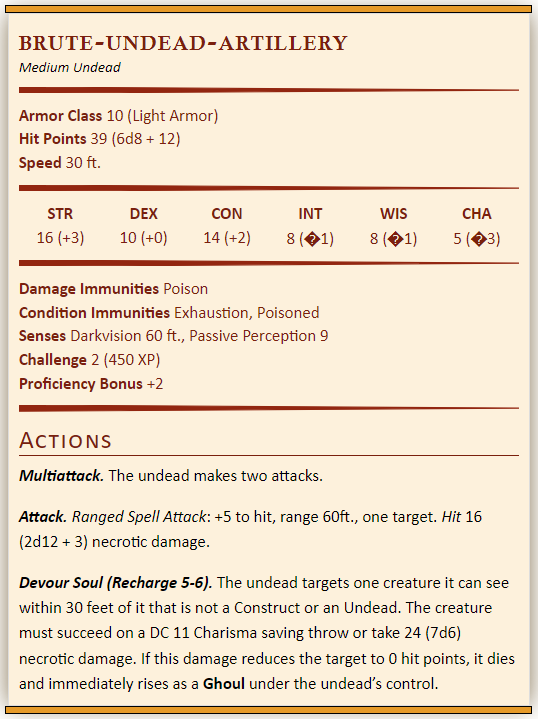 BRUTE-UNDEAD-ARTILLERY
Medium Undead
Armor Class 10 (Light Armor)
Hit Points 39 (6d8 + 12)
Speed 30 ft.
STR DEX CON INT WIS CHA
16 (+3) 10 (+0) 14 (+2) 8 (�1) 8 (�1) 5 (�3)
Damage Immunities Poison
Condition Immunities Exhaustion, Poisoned
Senses Darkvision 60 ft., Passive Perception 9
Challenge 2 (450 XP)
Proficiency Bonus +2
ACTIONS
Multiattack. The undead makes two attacks.
Attack. Ranged Spell Attack: +5 to hit, range 60ft., one target. Hit 16
(2d12 + 3) necrotic damage.
Devour Soul (Recharge 5-6). The undead targets one creature it can see
within 30 feet of it that is not a Construct or an Undead. The creature
must succeed on a DC 11 Charisma saving throw or take 24 (7d6)
necrotic damage. If this damage reduces the target to 0 hit points, it dies
and immediately rises as a Ghoul under the undead’s control.